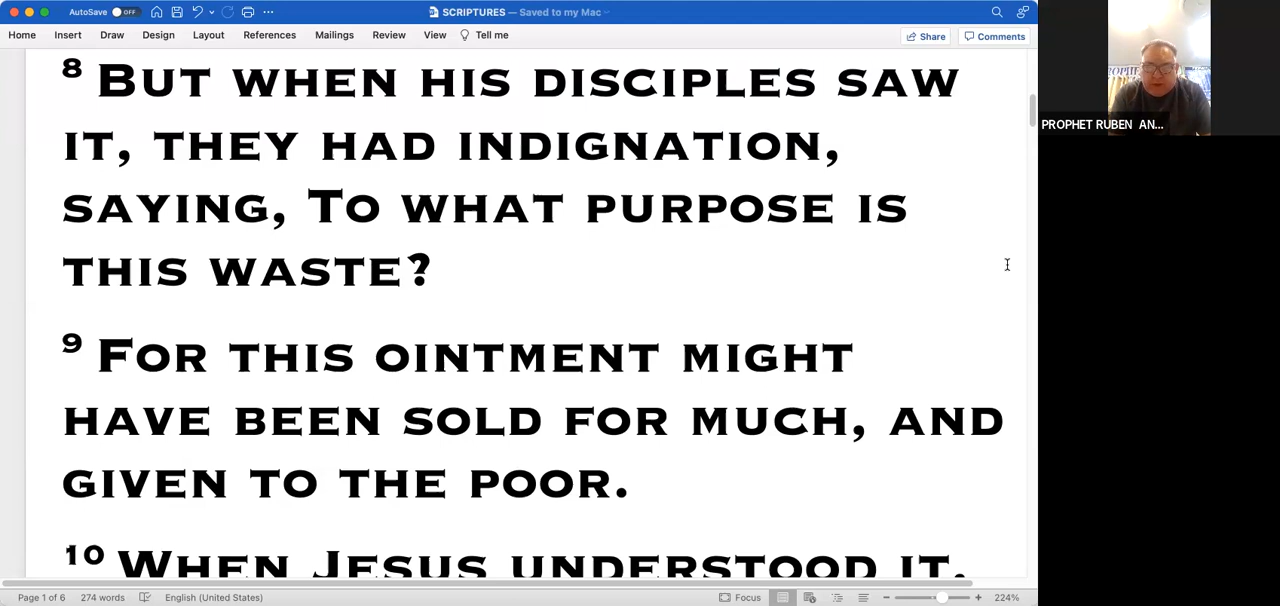 AutoSave OFF
SCRIPTURES — Saved to my Mac
Home Insert Draw Design Layout References Mailings Review View Tell me Share Comments
8 But when his disciples saw
it, they had indignation,
saying, To what purpose is
this waste?
9 For this ointment might
have been sold for much, and
given to the poor.
10 When Jesus understood it,
Page 1 of 6 274 words English (United States) Focus 224%
PROPHET RUBEN AN...